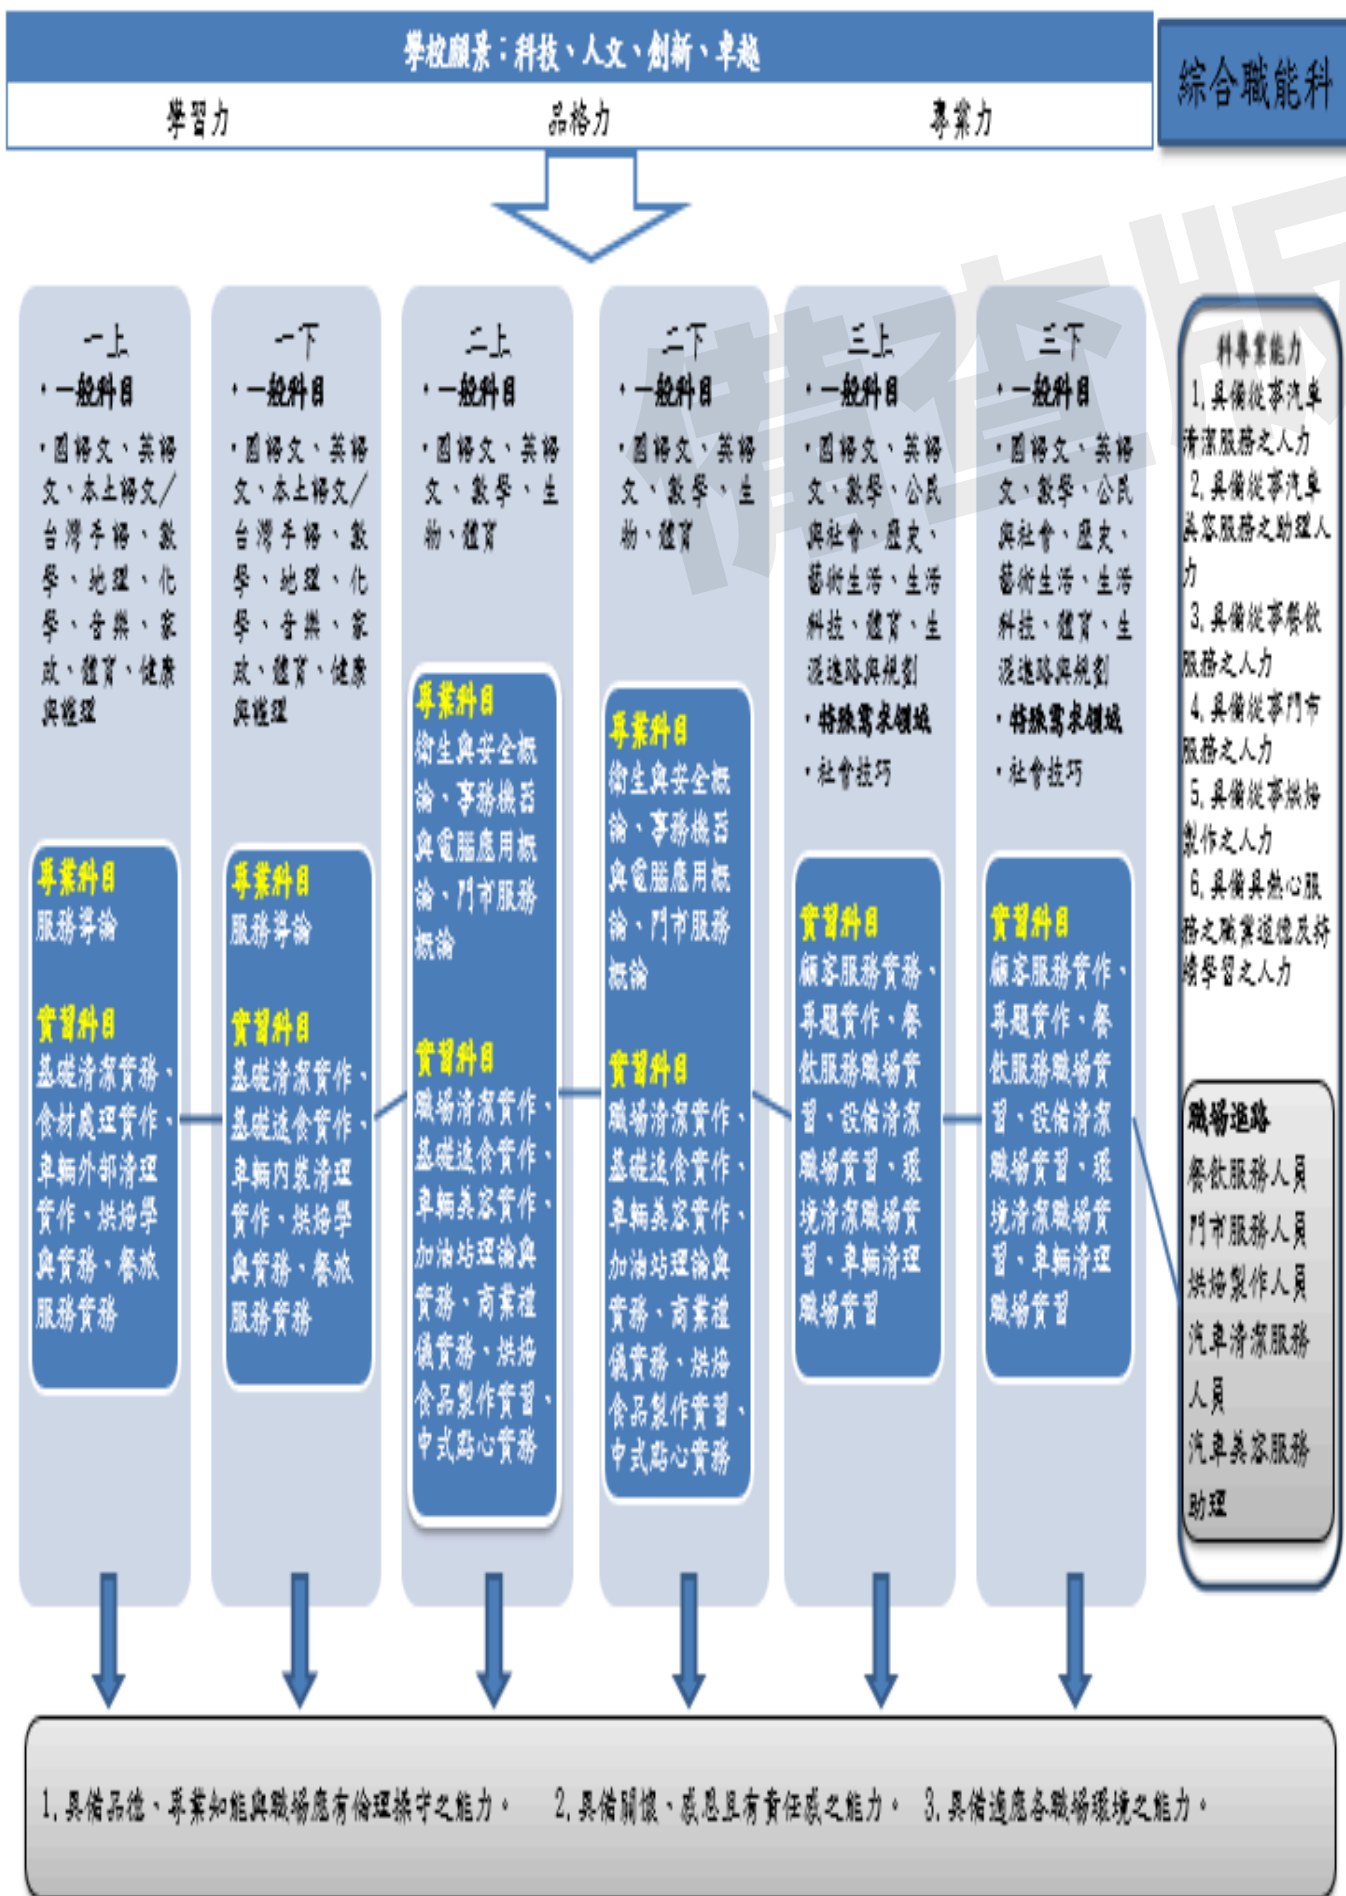 學校願景：科技、人文、創新、卓越
綜合職能科
學習力
品格力
專業力
備查版
一上
・一般科目
・國語文、英語
文、本土語文/
台灣手語、數
學、地理、化
學、音樂、家
政、體育、健康
與護理
專業科目
服務導論
實習科目
基礎清潔實務、
食材處理實作、
車輛外部清理
實作、烘焙學
與實務、餐旅
服務實務
一下
・一般科目
・國語文、英語
文、本土語文/
台灣手語、數
學、地理、化
學、音樂、家
政、體育、健康
與護理
專業科目
服務導論
實習科目
基礎清潔實作、
基礎速食實作、
車輛內裝清理
實作、烘焙學
與實務、餐旅
服務實務
二上
・一般科目
・國語文、英語
文、數學、生
物、體育
專業科目
衛生與安全概
論、事務機器
與電腦應用概
論、門市服務
概論
實習科目
職場清潔實作、
基礎速食實作、
車輛美容實作、
加油站理論與
實務、商業禮
儀實務、烘焙
食品製作實習、
中式點心實務
二下
・一般科目
・國語文、英語
文、數學、生
物、體育
專業科目
衛生與安全概
論、事務機器
與電腦應用概
論、門市服務
概論
實習科目
職場清潔實作、
基礎速食實作、
車輛美容實作、
加油站理論與
實務、商業禮
儀實務、烘焙
食品製作實習、
中式點心實務
三上
・一般科目
・國語文、英語
文、數學、公民
與社會、歷史、
藝術生活、生活
科技、體育、生
涯進路與規劃
・特殊需求領域
・社會技巧
實習科目
顧客服務實務、
專題實作、餐
飲服務職場實
習、設備清潔
職場實習、環
境清潔職場實
習、車輛清理
職場實習
三下
・一般科目
・國語文、英語
文、數學、公民
與社會、歷史、
藝術生活、生活
科技、體育、生
涯進路與規劃
・特殊需求領域
・社會技巧
實習科目
顧客服務實作、
專題實作、餐
飲服務職場實
習、設備清潔
職場實習、環
境清潔職場實
習、車輛清理
職場實習
科專業能力
1.具備從事汽車
清潔服務之人力
2.具備從事汽車
美容服務之助理人
力
3.具備從事餐飲
服務之人力
4.具備從事門市
服務之人力
5.具備從事烘焙
製作之人力
6.具備具熱心服
務之職業道德及持
續學習之人力
職場進路
餐飲服務人員
門市服務人員
烘焙製作人員
汽車清潔服務
人員
汽車美容服務
助理
1.具備品德、專業知能與職場應有倫理操守之能力。 2.具備關懷、感恩且有責任感之能力。 3.具備適應各職場環境之能力。